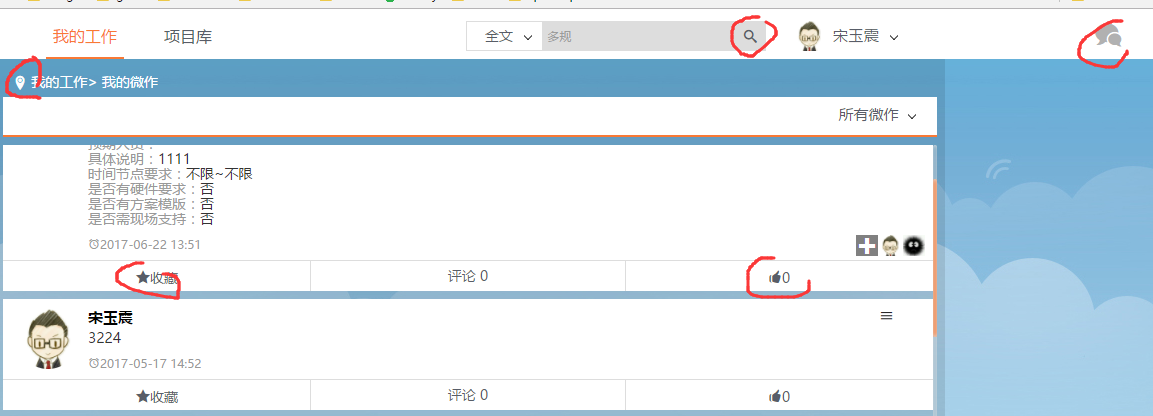 我的工作 项目库 全文 多规 宋玉震
我的工作> 我的微作
所有微作
预期人员：
具体说明：1111
时间节点要求：不限~不限
是否有硬件要求：否
是否有方案模版：否
是否需现场支持：否
2017-06-22 13:51
收藏 评论 0 0
宋玉震
3224
2017-05-17 14:52
收藏 评论 0 0